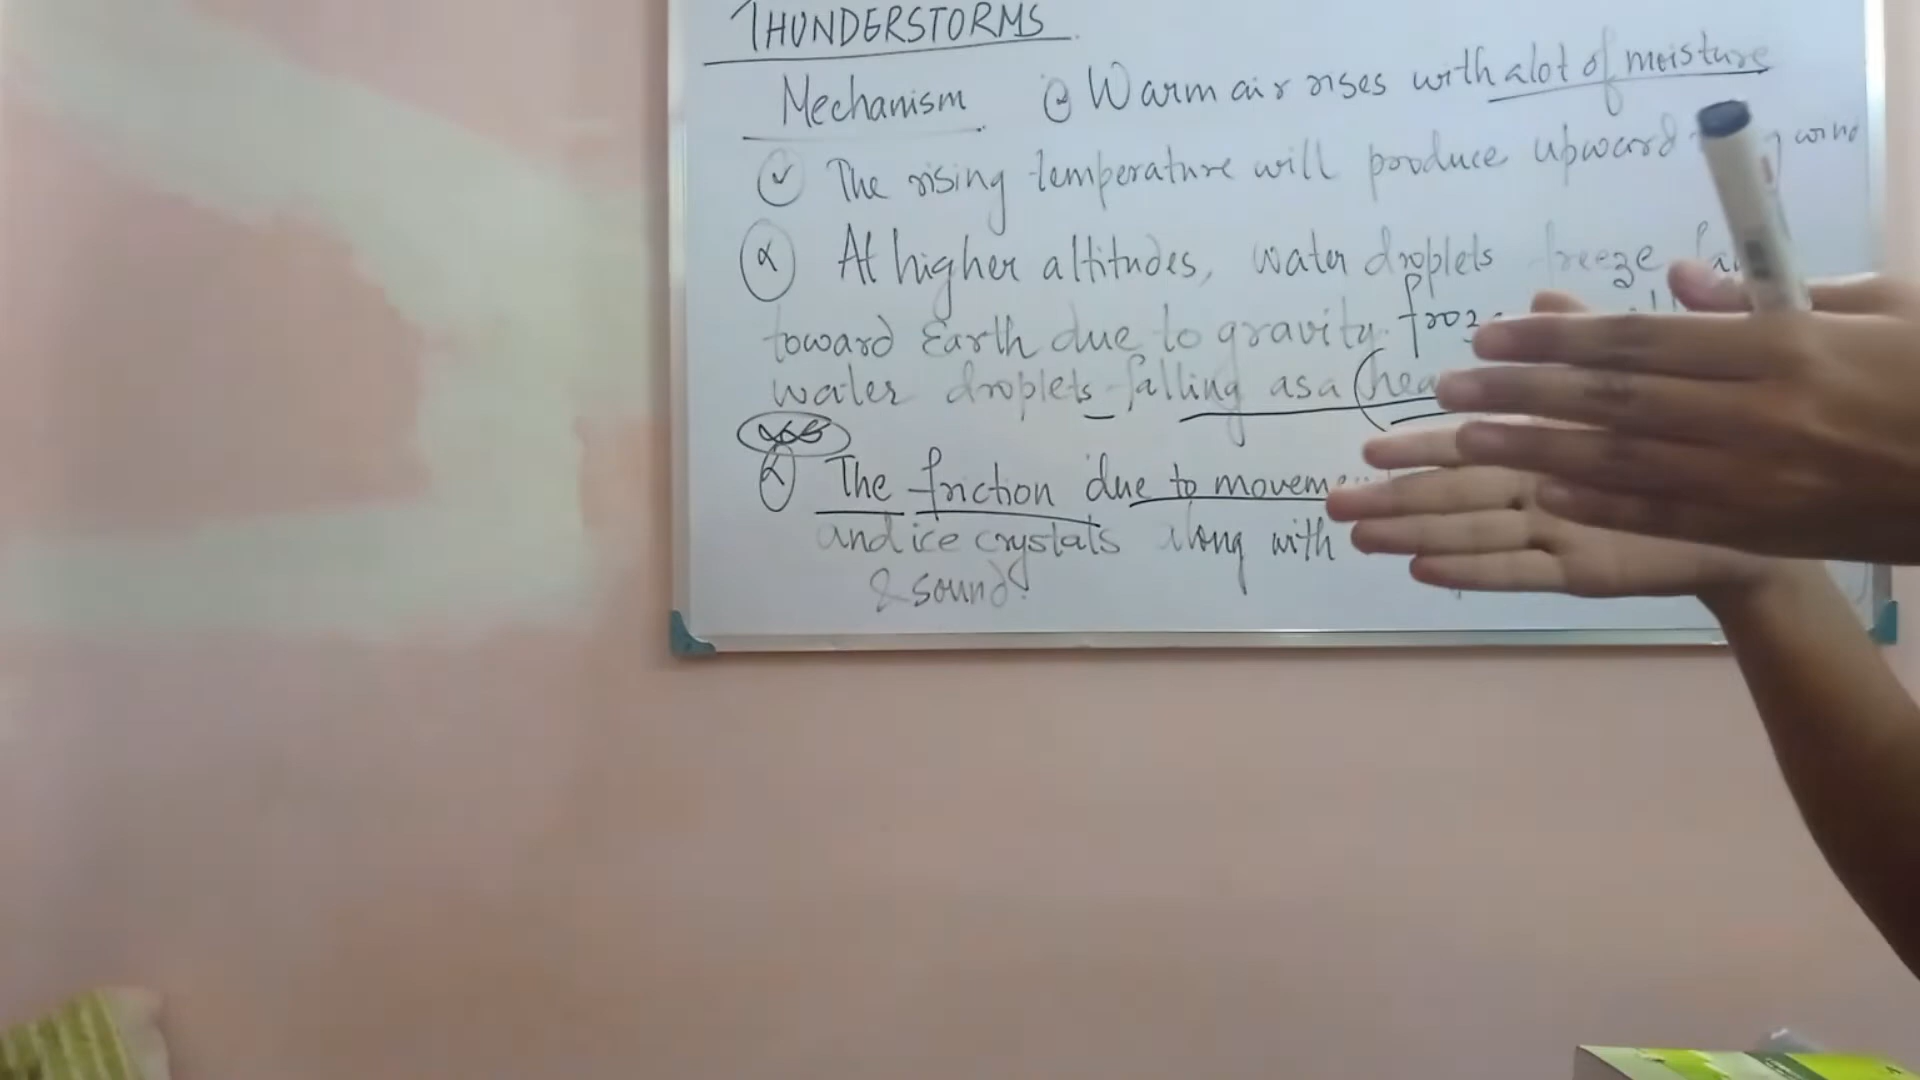 THUNDERSTORMS
Mechanism Warm air rises with a lot of moisture
The rising temperature will produce upward wind
At higher altitudes, water droplets freeze
toward Earth due to gravity.
water droplets falling as a
The friction due to
and ice crystals along with
& sound.